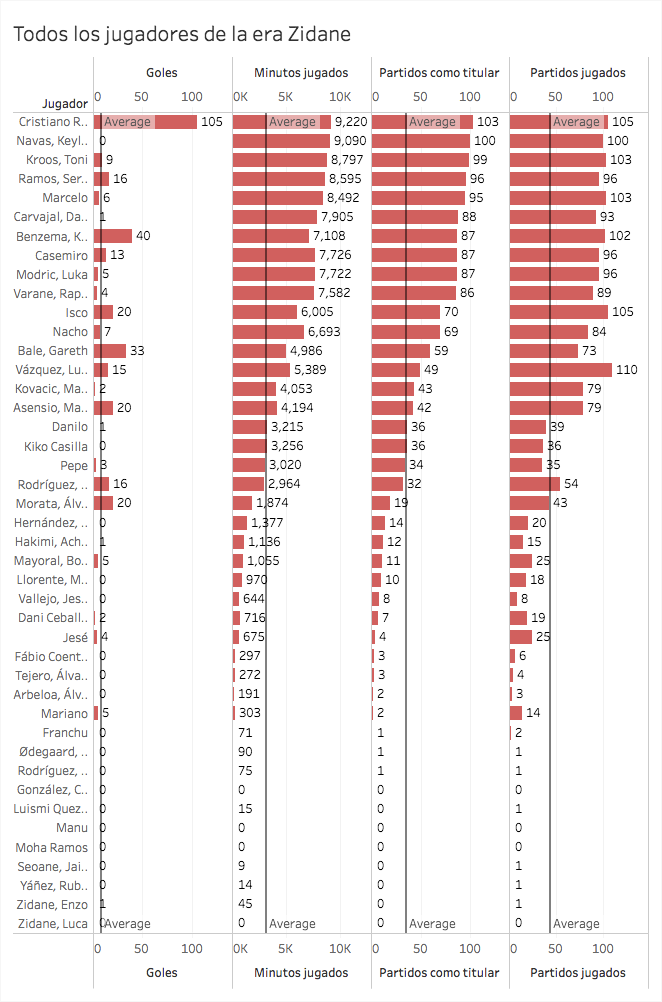 Todos los jugadores de la era Zidane
Goles Minutos jugados Partidos como titular Partidos jugados
Jugador 0 50 100 0K 5K 10K 0 50 100 0 50 100
Cristiano R.. Average 105 Average 9,220 Average 103 Average 105
Navas, Keyl.. 0 9,090 100 100
Kroos, Toni 9 8,797 99 103
Ramos, Ser.. 16 8,595 96 96
Marcelo 6 8,492 95 103
Carvajal, Da.. 1 7,905 88 93
Benzema, K.. 40 7,108 87 102
Casemiro 13 7,726 87 96
Modric, Luka 5 7,722 87 96
Varane, Rap.. 4 7,582 86 89
Isco 20 6,005 70 105
Nacho 7 6,693 69 84
Bale, Gareth 33 4,986 59 73
Vázquez, Lu.. 15 5,389 49 110
Kovacic, Ma.. 2 4,053 43 79
Asensio, Ma.. 20 4,194 42 79
Danilo 1 3,215 36 39
Kiko Casilla 0 3,256 36 36
Pepe 3 3,020 34 35
Rodríguez, .. 16 2,964 32 54
Morata, Álv.. 20 1,874 19 43
Hernández, .. 0 1,377 14 20
Hakimi, Ach.. 1 1,136 12 15
Mayoral, Bo.. 5 1,055 11 25
Llorente, M.. 0 970 10 18
Vallejo, Jes.. 0 644 8 8
Dani Ceball.. 2 716 7 19
Jesé 4 675 4 25
Fábio Coent.. 0 297 3 6
Tejero, Álva.. 0 272 3 4
Arbeloa, Álv.. 0 191 2 3
Mariano 5 303 2 14
Franchu 0 71 1 2
Ødegaard, .. 0 90 1 1
Rodríguez, .. 0 75 1 1
González, C.. 0 0 0 0
Luismi Quez.. 0 15 0 1
Manu 0 0 0 0
Moha Ramos 0 0 0 0
Seoane, Jai.. 0 9 0 1
Yáñez, Rub.. 0 14 0 1
Zidane, Enzo 1 45 0 1
Zidane, Luca 0 Average 0 Average 0 Average 0 Average
0 50 100 0K 5K 10K 0 50 100 0 50 100
Goles Minutos jugados Partidos como titular Partidos jugados